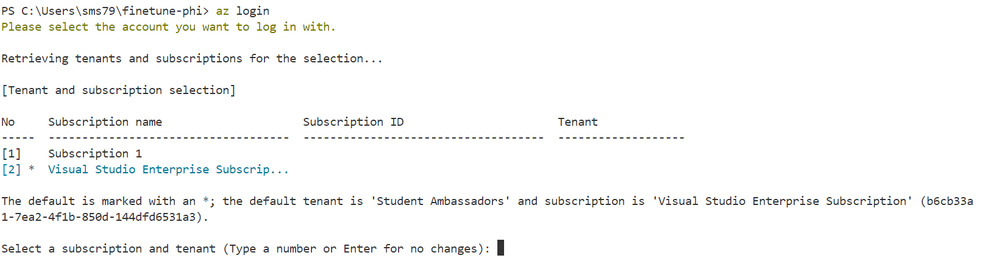 PS C:\Users\sms79\finetune-phi> az login
Please select the account you want to log in with.
Retrieving tenants and subscriptions for the selection...
[Tenant and subscription selection]
No     Subscription name                  Subscription ID                    Tenant
-----  ---------------------------------  ---------------------------------  ------------------
[1]    Subscription 1
[2] *  Visual Studio Enterprise Subscrip...
The default is marked with an *; the default tenant is 'Student Ambassadors' and subscription is 'Visual Studio Enterprise Subscription' (b6cb33a
1-7ea2-4f1b-850d-144dfd6531a3).
Select a subscription and tenant (Type a number or Enter for no changes):